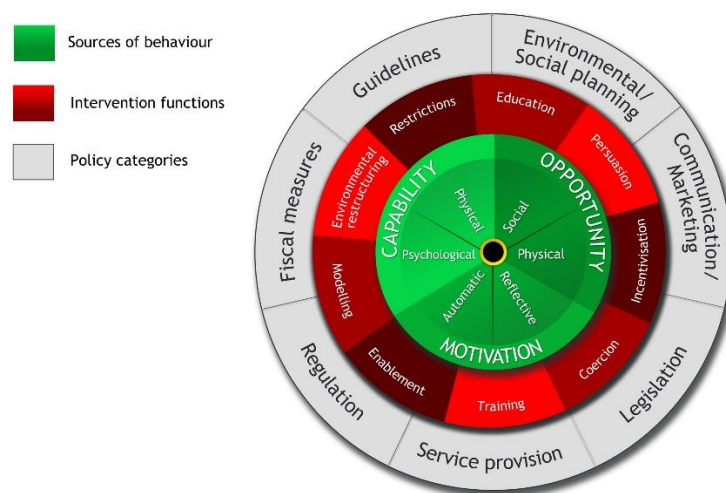 Sources of behaviour
Intervention functions
Policy categories
Guidelines
Environmental/
Social planning
Communication/
Marketing
Legislation
Service provision
Regulation
Fiscal measures
Restrictions
Education
Persuasion
Incentivisation
Coercion
Training
Enablement
Modelling
Environmental
restructuring
CAPABILITY
OPPORTUNITY
MOTIVATION
Physical
Social
Physical
Reflective
Automatic
Psychological